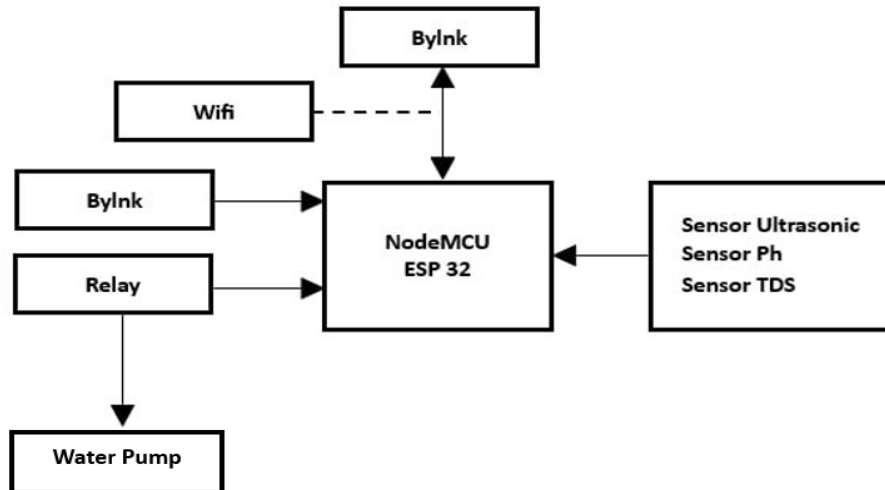 Bylnk
Wifi
Bylnk
NodeMCU
ESP 32
Sensor Ultrasonic
Sensor Ph
Sensor TDS
Relay
Water Pump